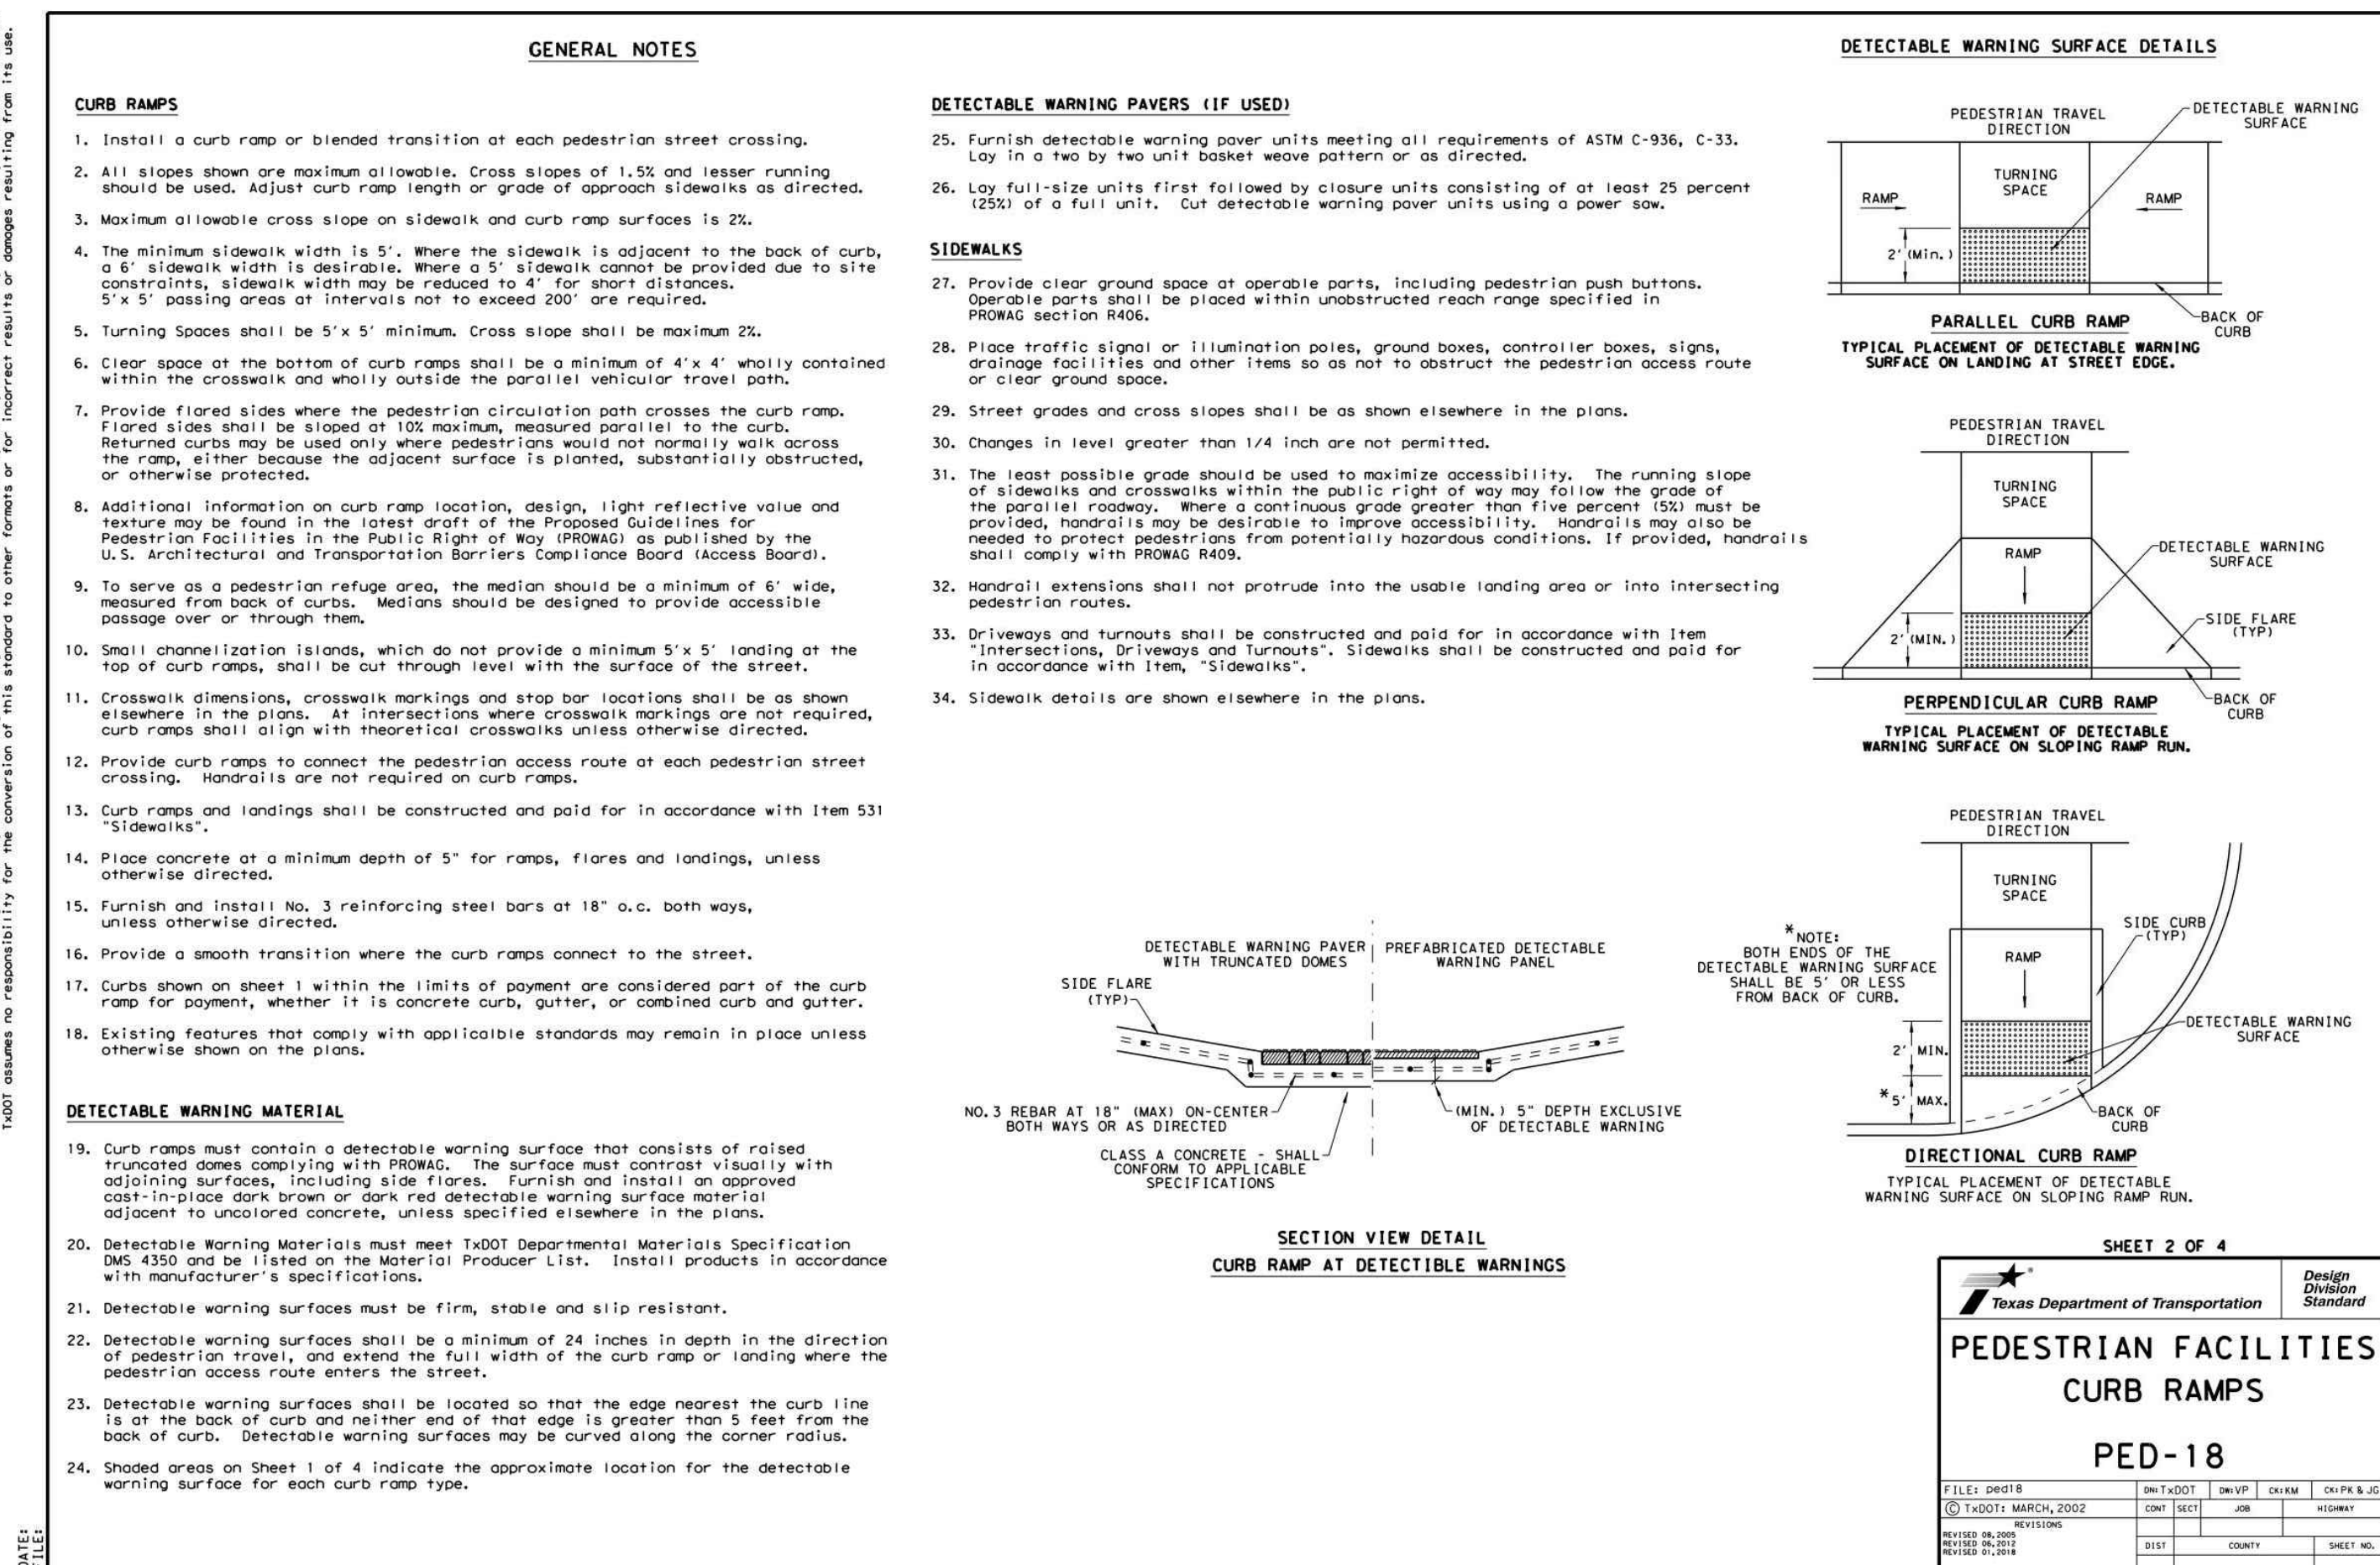 TxDOT assumes no responsibility for the conversion of this standard to other formats or for incorrect results or damages resulting from its use.
DATE:
FILE:
GENERAL NOTES
CURB RAMPS
1. Install a curb ramp or blended transition at each pedestrian street crossing.
2. All slopes shown are maximum allowable. Cross slopes of 1.5% and lesser running
should be used. Adjust curb ramp length or grade of approach sidewalks as directed.
3. Maximum allowable cross slope on sidewalk and curb ramp surfaces is 2%.
4. The minimum sidewalk width is 5'. Where the sidewalk is adjacent to the back of curb,
a 6' sidewalk width is desirable. Where a 5' sidewalk cannot be provided due to site
constraints, sidewalk width may be reduced to 4' for short distances.
5'x 5' passing areas at intervals not to exceed 200' are required.
5. Turning Spaces shall be 5'x 5' minimum. Cross slope shall be maximum 2%.
6. Clear space at the bottom of curb ramps shall be a minimum of 4'x 4' wholly contained
within the crosswalk and wholly outside the parallel vehicular travel path.
7. Provide flared sides where the pedestrian circulation path crosses the curb ramp.
Flared sides shall be sloped at 10% maximum, measured parallel to the curb.
Returned curbs may be used only where pedestrians would not normally walk across
the ramp, either because the adjacent surface is planted, substantially obstructed,
or otherwise protected.
8. Additional information on curb ramp location, design, light reflective value and
texture may be found in the latest draft of the Proposed Guidelines for
Pedestrian Facilities in the Public Right of Way (PROWAG) as published by the
U.S. Architectural and Transportation Barriers Compliance Board (Access Board).
9. To serve as a pedestrian refuge area, the median should be a minimum of 6' wide,
measured from back of curbs. Medians should be designed to provide accessible
passage over or through them.
10. Small channelization islands, which do not provide a minimum 5'x 5' landing at the
top of curb ramps, shall be cut through level with the surface of the street.
11. Crosswalk dimensions, crosswalk markings and stop bar locations shall be as shown
elsewhere in the plans. At intersections where crosswalk markings are not required,
curb ramps shall align with theoretical crosswalks unless otherwise directed.
12. Provide curb ramps to connect the pedestrian access route at each pedestrian street
crossing. Handrails are not required on curb ramps.
13. Curb ramps and landings shall be constructed and paid for in accordance with Item 531
"Sidewalks".
14. Place concrete at a minimum depth of 5" for ramps, flares and landings, unless
otherwise directed.
15. Furnish and install No. 3 reinforcing steel bars at 18" o.c. both ways,
unless otherwise directed.
16. Provide a smooth transition where the curb ramps connect to the street.
17. Curbs shown on sheet 1 within the limits of payment are considered part of the curb
ramp for payment, whether it is concrete curb, gutter, or combined curb and gutter.
18. Existing features that comply with applicalble standards may remain in place unless
otherwise shown on the plans.
DETECTABLE WARNING MATERIAL
19. Curb ramps must contain a detectable warning surface that consists of raised
truncated domes complying with PROWAG. The surface must contrast visually with
adjoining surfaces, including side flares. Furnish and install an approved
cast-in-place dark brown or dark red detectable warning surface material
adjacent to uncolored concrete, unless specified elsewhere in the plans.
20. Detectable Warning Materials must meet TxDOT Departmental Materials Specification
DMS 4350 and be listed on the Material Producer List. Install products in accordance
with manufacturer's specifications.
21. Detectable warning surfaces must be firm, stable and slip resistant.
22. Detectable warning surfaces shall be a minimum of 24 inches in depth in the direction
of pedestrian travel, and extend the full width of the curb ramp or landing where the
pedestrian access route enters the street.
23. Detectable warning surfaces shall be located so that the edge nearest the curb line
is at the back of curb and neither end of that edge is greater than 5 feet from the
back of curb. Detectable warning surfaces may be curved along the corner radius.
24. Shaded areas on Sheet 1 of 4 indicate the approximate location for the detectable
warning surface for each curb ramp type.
DETECTABLE WARNING PAVERS (IF USED)
25. Furnish detectable warning paver units meeting all requirements of ASTM C-936, C-33.
Lay in a two by two unit basket weave pattern or as directed.
26. Lay full-size units first followed by closure units consisting of at least 25 percent
(25%) of a full unit. Cut detectable warning paver units using a power saw.
SIDEWALKS
27. Provide clear ground space at operable parts, including pedestrian push buttons.
Operable parts shall be placed within unobstructed reach range specified in
PROWAG section R406.
28. Place traffic signal or illumination poles, ground boxes, controller boxes, signs,
drainage facilities and other items so as not to obstruct the pedestrian access route
or clear ground space.
29. Street grades and cross slopes shall be as shown elsewhere in the plans.
30. Changes in level greater than 1/4 inch are not permitted.
31. The least possible grade should be used to maximize accessibility. The running slope
of sidewalks and crosswalks within the public right of way may follow the grade of
the parallel roadway. Where a continuous grade greater than five percent (5%) must be
provided, handrails may be desirable to improve accessibility. Handrails may also be
needed to protect pedestrians from potentially hazardous conditions. If provided, handrails
shall comply with PROWAG R409.
32. Handrail extensions shall not protrude into the usable landing area or into intersecting
pedestrian routes.
33. Driveways and turnouts shall be constructed and paid for in accordance with Item
"Intersections, Driveways and Turnouts". Sidewalks shall be constructed and paid for
in accordance with Item, "Sidewalks".
34. Sidewalk details are shown elsewhere in the plans.
DETECTABLE WARNING PAVER
WITH TRUNCATED DOMES
PREFABRICATED DETECTABLE
WARNING PANEL
SIDE FLARE
(TYP)
NO.3 REBAR AT 18" (MAX) ON-CENTER
BOTH WAYS OR AS DIRECTED
(MIN.) 5" DEPTH EXCLUSIVE
OF DETECTABLE WARNING
CLASS A CONCRETE - SHALL
CONFORM TO APPLICABLE
SPECIFICATIONS
SECTION VIEW DETAIL
CURB RAMP AT DETECTIBLE WARNINGS
DETECTABLE WARNING SURFACE DETAILS
PEDESTRIAN TRAVEL
DIRECTION
DETECTABLE WARNING
SURFACE
TURNING
SPACE
RAMP
RAMP
2' (Min.)
BACK OF
CURB
PARALLEL CURB RAMP
TYPICAL PLACEMENT OF DETECTABLE WARNING
SURFACE ON LANDING AT STREET EDGE.
PEDESTRIAN TRAVEL
DIRECTION
TURNING
SPACE
RAMP
DETECTABLE WARNING
SURFACE
SIDE FLARE
(TYP)
2' (MIN.)
BACK OF
CURB
PERPENDICULAR CURB RAMP
TYPICAL PLACEMENT OF DETECTABLE
WARNING SURFACE ON SLOPING RAMP RUN.
PEDESTRIAN TRAVEL
DIRECTION
TURNING
SPACE
SIDE CURB
(TYP)
*NOTE:
BOTH ENDS OF THE
DETECTABLE WARNING SURFACE
SHALL BE 5' OR LESS
FROM BACK OF CURB.
RAMP
DETECTABLE WARNING
SURFACE
2' MIN.
*5' MAX.
BACK OF
CURB
DIRECTIONAL CURB RAMP
TYPICAL PLACEMENT OF DETECTABLE
WARNING SURFACE ON SLOPING RAMP RUN.
SHEET 2 OF 4
Texas Department of Transportation
Design
Division
Standard
PEDESTRIAN FACILITIES
CURB RAMPS
PED-18
FILE: ped18
DN: TxDOT
DW: VP
CK: KM
CK: PK & JG
© TxDOT: MARCH, 2002
CONT
SECT
JOB
HIGHWAY
REVISIONS
REVISED 08, 2005
REVISED 06, 2012
REVISED 01, 2018
DIST
COUNTY
SHEET NO.